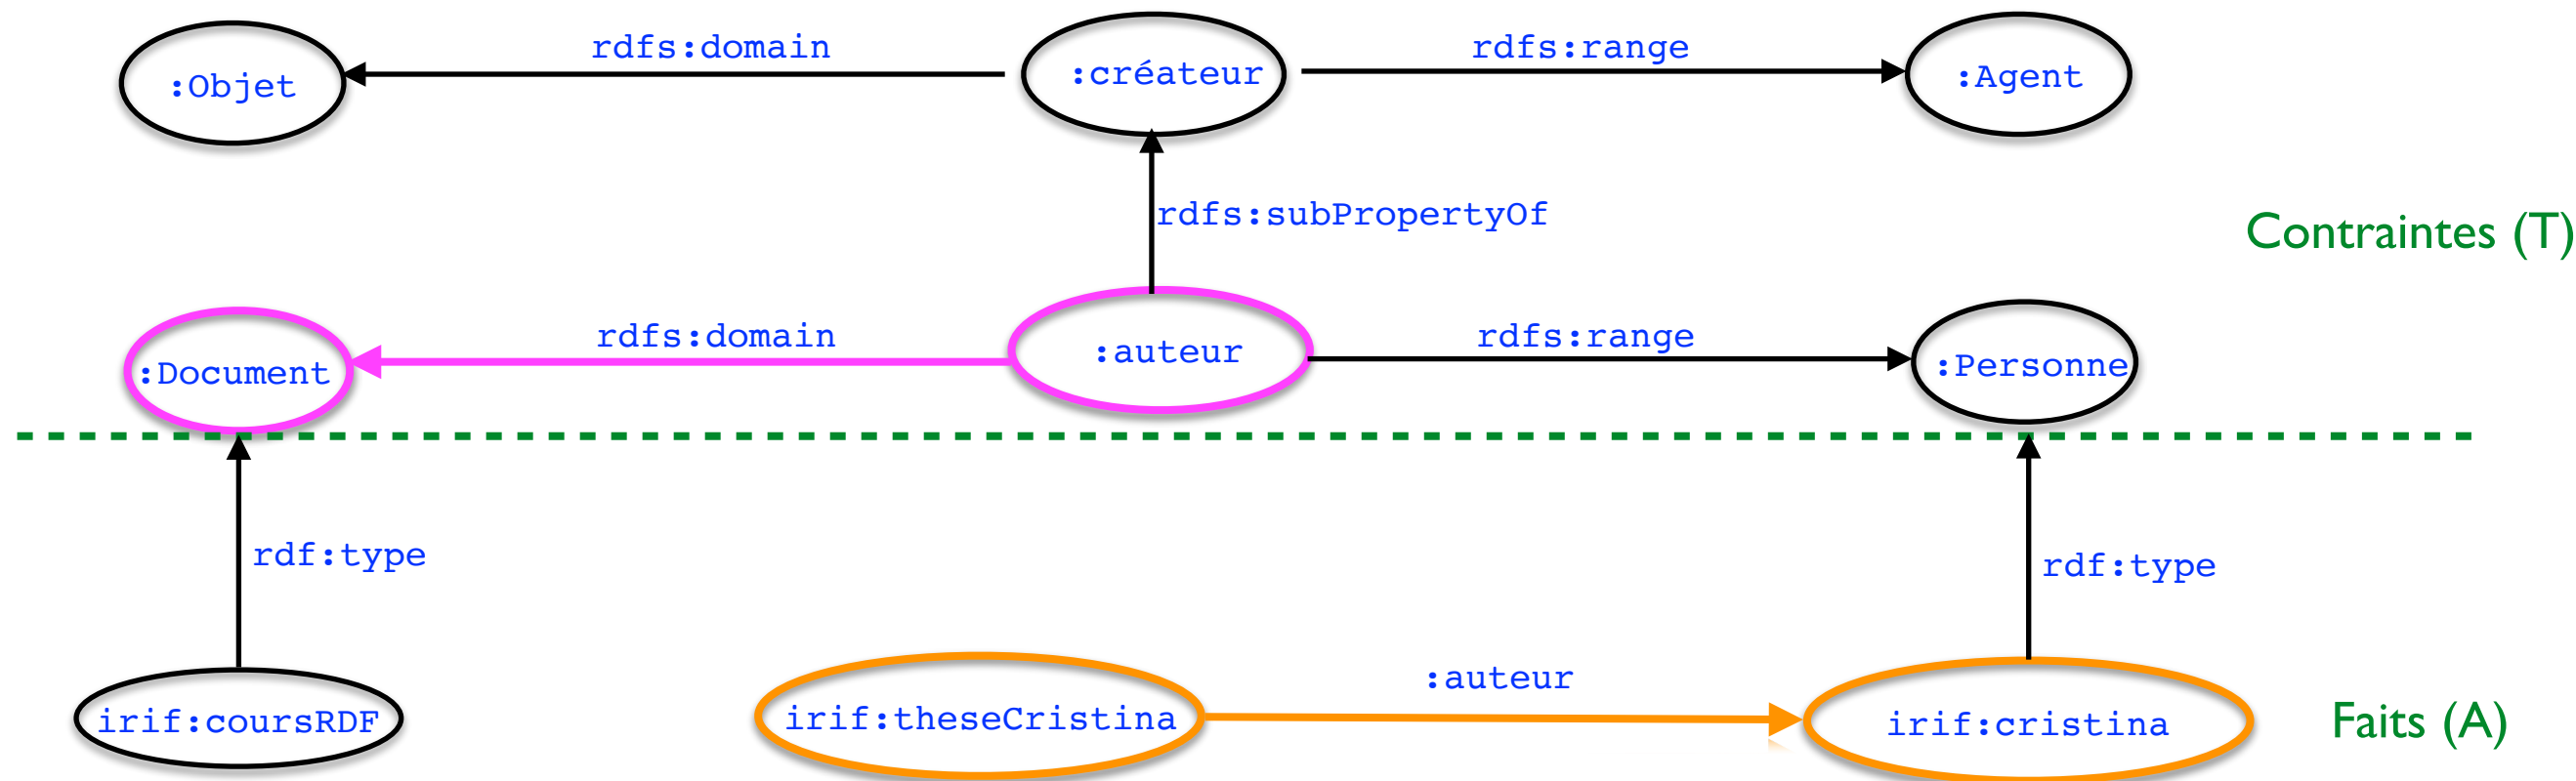 rdfs:domain
rdfs:range
:Objet
:créateur
:Agent
rdfs:subPropertyOf
Contraintes (T)
rdfs:domain
rdfs:range
:Document
:auteur
:Personne
rdf:type
rdf:type
:auteur
irif:coursRDF
irif:theseCristina
irif:cristina
Faits (A)